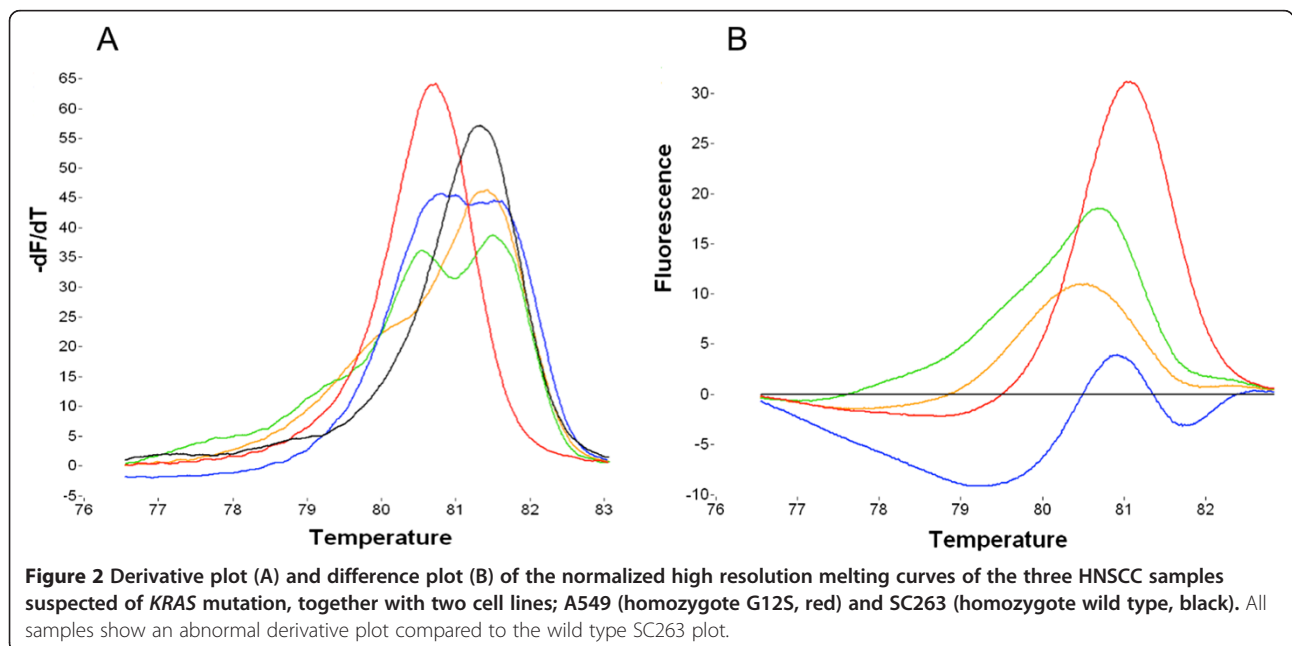 A
65-
60-
55-
50-
45-
40-
35-
30-
25-
20-
15-
10-
5-
0-
-5-
-dF/dT
76 77 78 79 80 81 82 83
Temperature
B
30-
25-
20-
15-
10-
5-
0-
-5-
-10-
Fluorescence
76 77 78 79 80 81 82
Temperature
Figure 2 Derivative plot (A) and difference plot (B) of the normalized high resolution melting curves of the three HNSCC samples
suspected of KRAS mutation, together with two cell lines; A549 (homozygote G12S, red) and SC263 (homozygote wild type, black). All
samples show an abnormal derivative plot compared to the wild type SC263 plot.